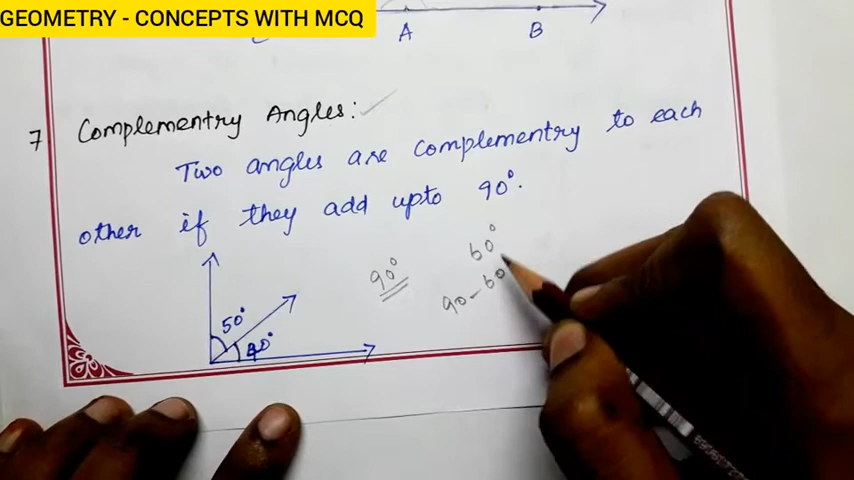 GEOMETRY - CONCEPTS WITH MCQ
A
B
7 Complementry Angles:
Two angles are complementry to each
other if they add upto 90°.
90°
60°
90-60
50°
40°